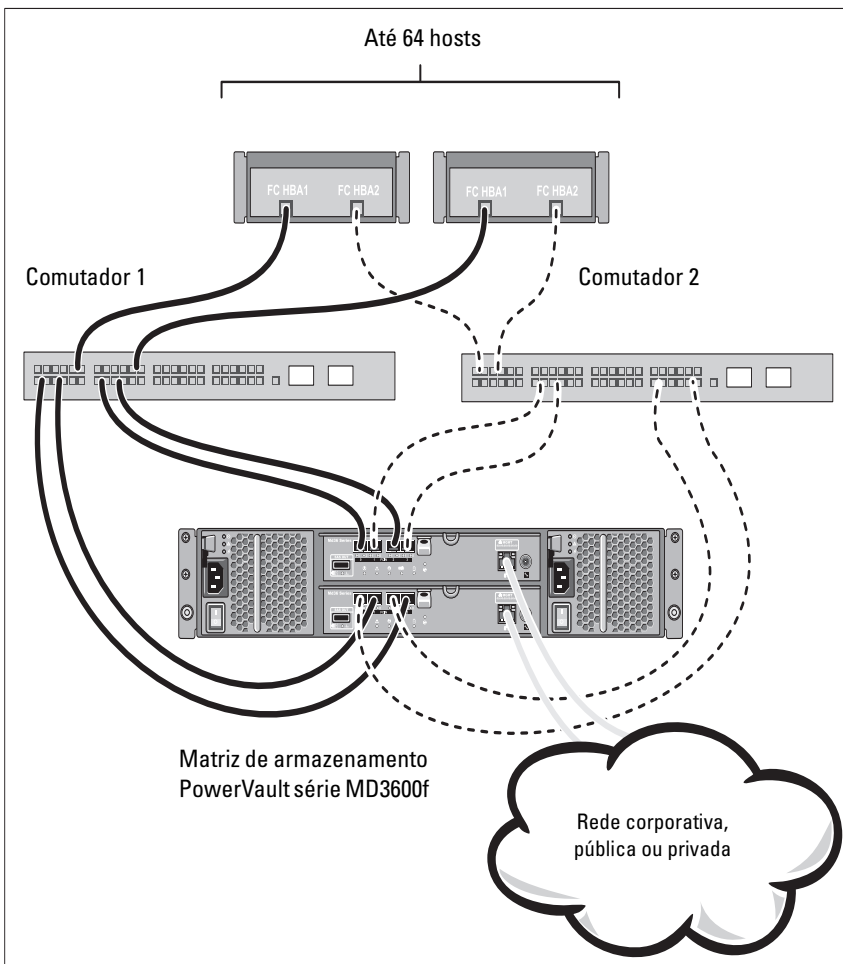 Até 64 hosts
FC HBA1
FC HBA2
FC HBA1
FC HBA2
Comutador 1
Comutador 2
Matriz de armazenamento
PowerVault série MD3600f
Rede corporativa,
pública ou privada